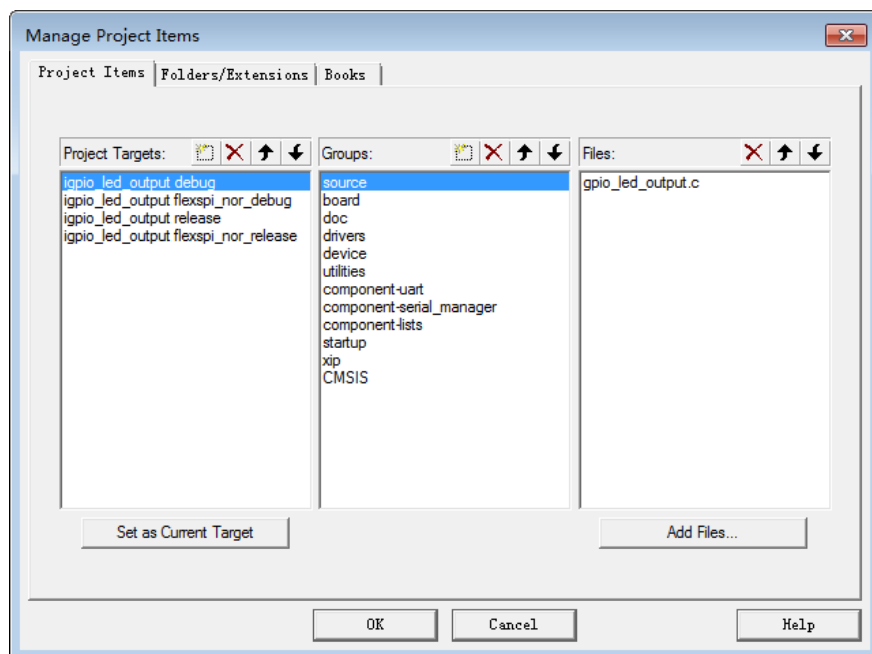 Manage Project Items
Project Items Folders/Extensions Books
Project Targets:
igpio_led_output debug
igpio_led_output flexspi_nor_debug
igpio_led_output release
igpio_led_output flexspi_nor_release
Set as Current Target
Groups:
source
board
doc
drivers
device
utilities
component-uart
component-serial_manager
component-lists
startup
xip
CMSIS
Files:
gpio_led_output.c
Add Files...
OK Cancel Help